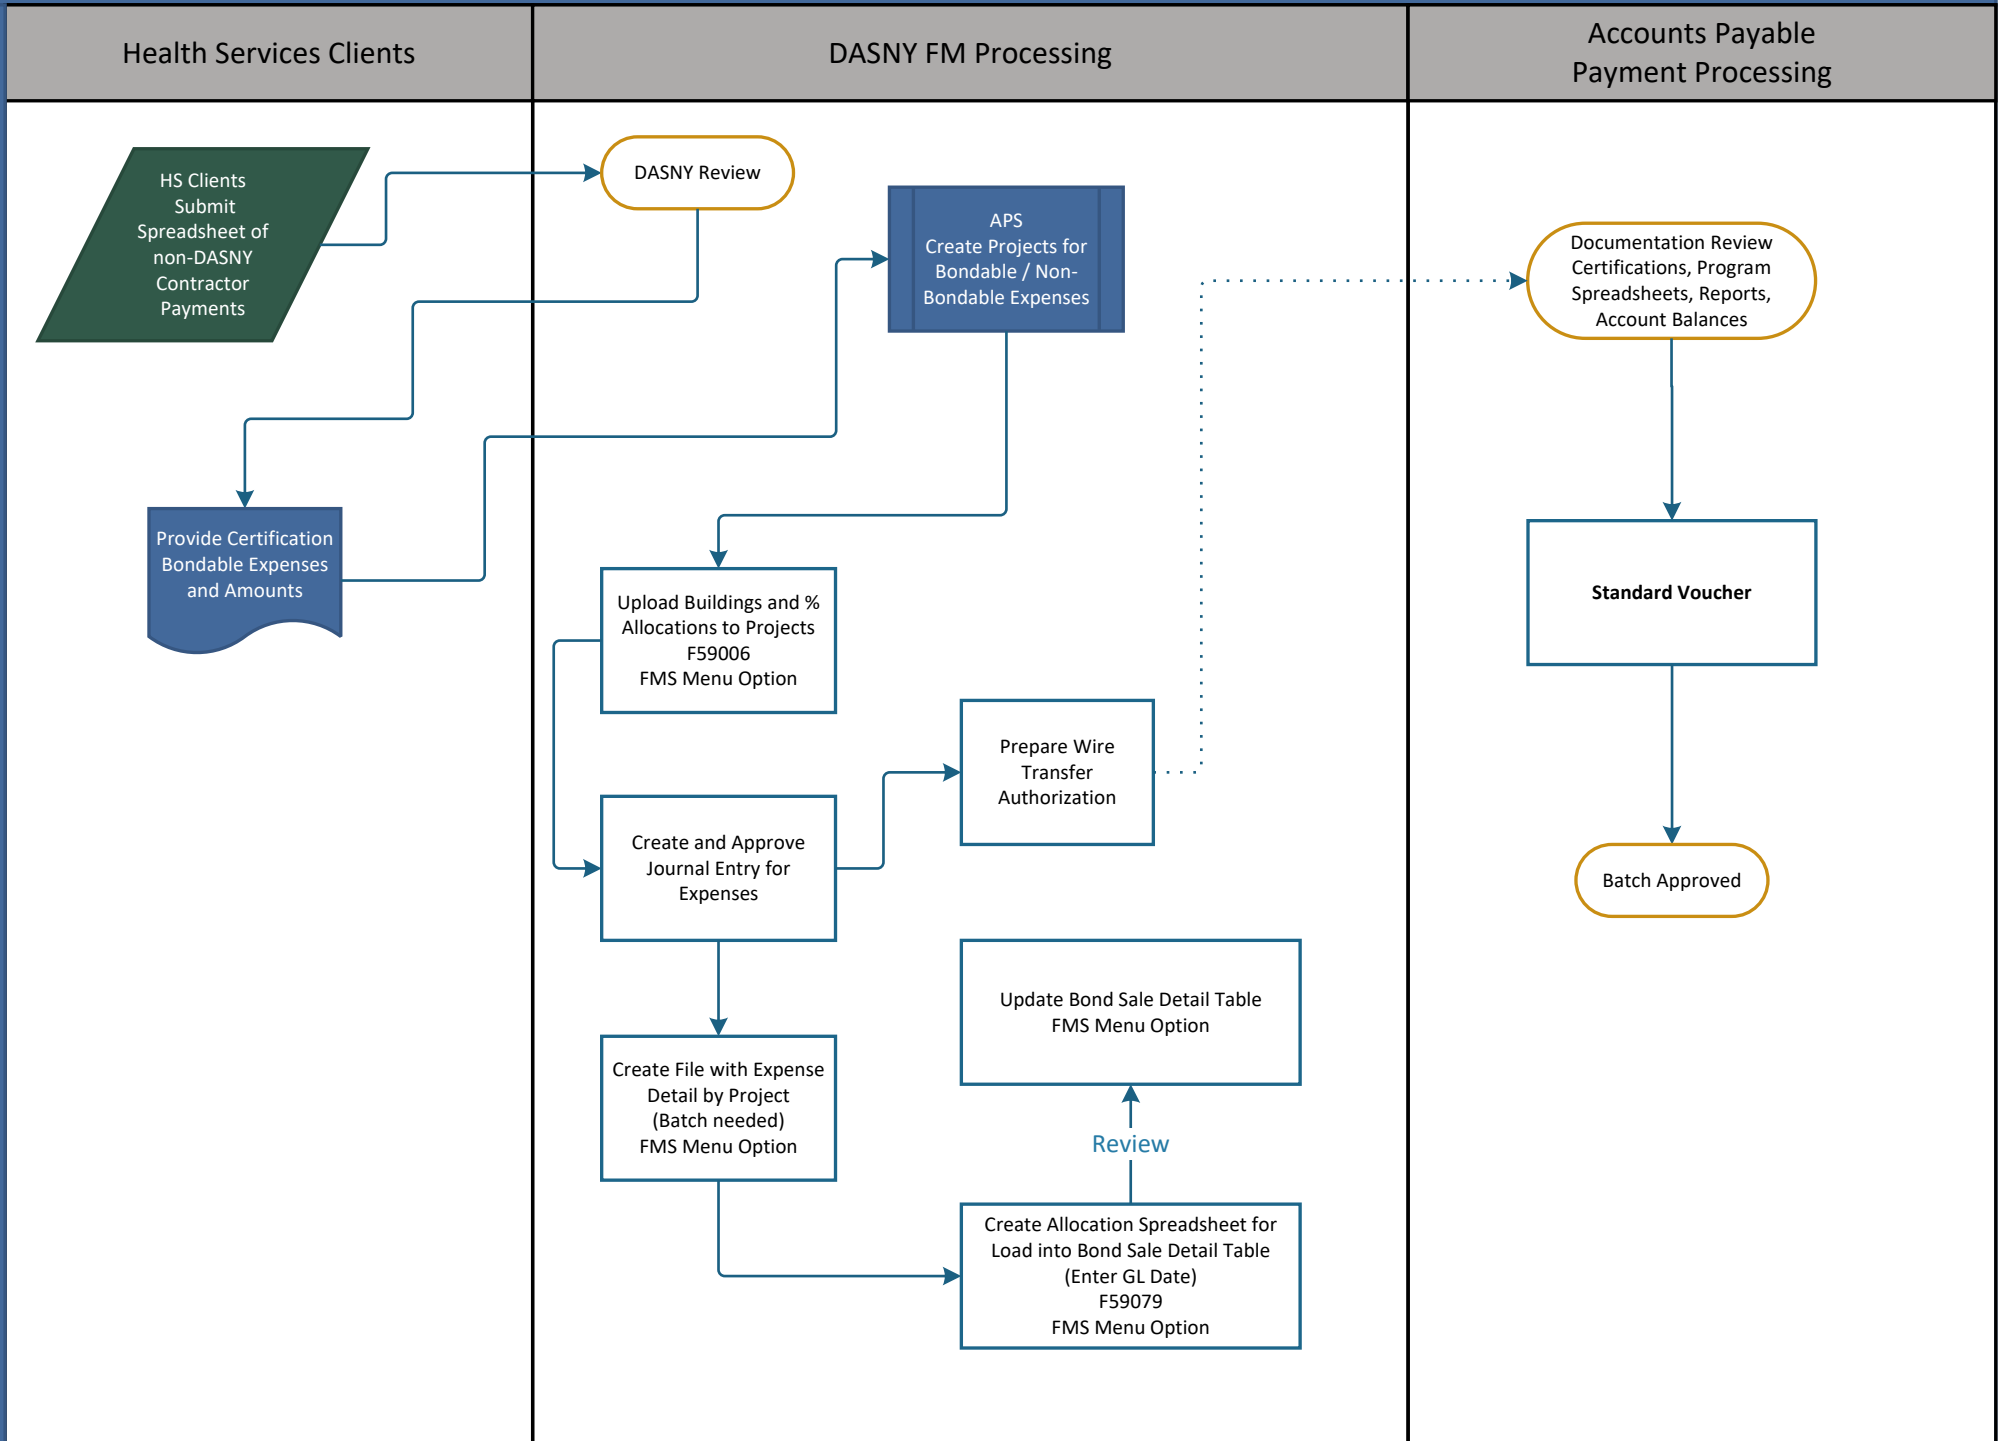 Health Services Clients
DASNY FM Processing
Accounts Payable
Payment Processing
HS Clients
Submit
Spreadsheet of
non-DASNY
Contractor
Payments
DASNY Review
APS
Create Projects for
Bondable / Non-
Bondable Expenses
Documentation Review
Certifications, Program
Spreadsheets, Reports,
Account Balances
Provide Certification
Bondable Expenses
and Amounts
Upload Buildings and %
Allocations to Projects
F59006
FMS Menu Option
Standard Voucher
Prepare Wire
Transfer
Authorization
Create and Approve
Journal Entry for
Expenses
Batch Approved
Update Bond Sale Detail Table
FMS Menu Option
Create File with Expense
Detail by Project
(Batch needed)
FMS Menu Option
Review
Create Allocation Spreadsheet for
Load into Bond Sale Detail Table
(Enter GL Date)
F59079
FMS Menu Option